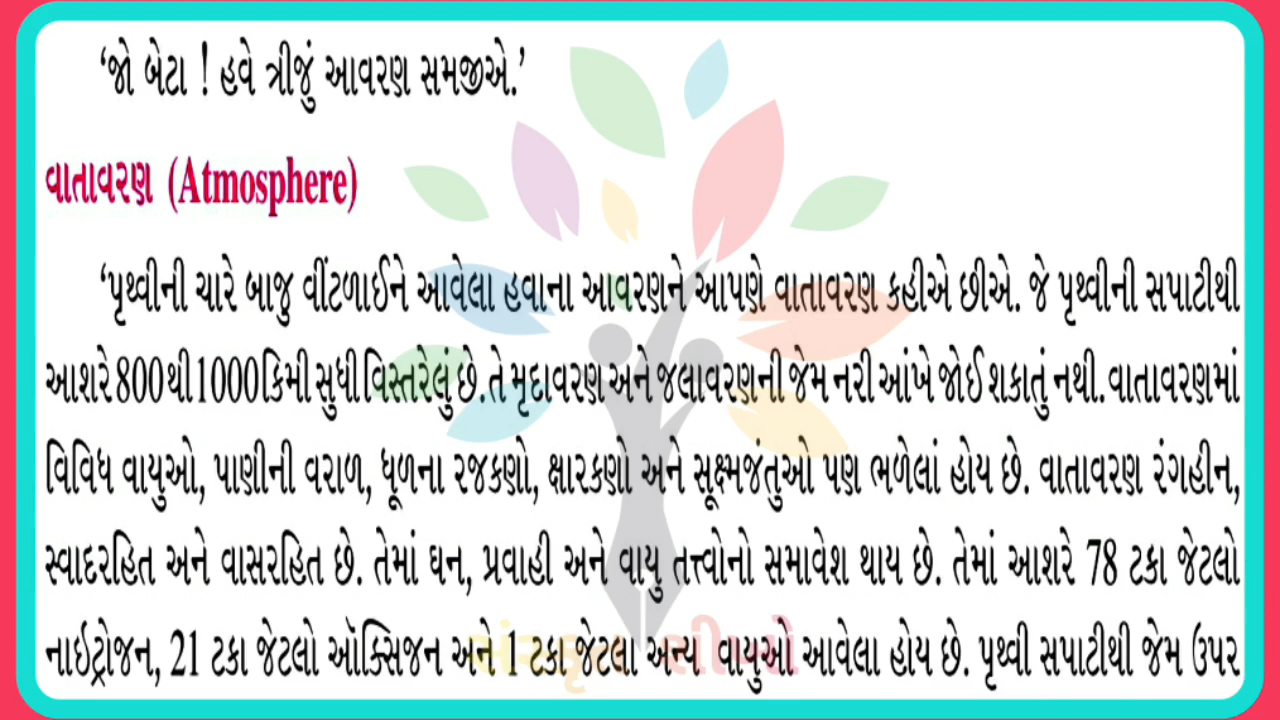 ‘જો બેટા ! હવે ત્રીજું આવરણ સમજીએ.’
વાતાવરણ (Atmosphere)
‘પૃથ્વીની ચારે બાજુ વીંટળાઈને આવેલા હવાના આવરણને આપણે વાતાવરણ કહીએ છીએ. જે પૃથ્વીની સપાટીથી
આશરે 800 થી 1000 કિમી સુધી વિસ્તરેલું છે. તે મૃદાવરણ અને જલાવરણની જેમ નરી આંખે જોઈ શકાતું નથી. વાતાવરણમાં
વિવિધ વાયુઓ, પાણીની વરાળ, ધૂળના રજકણો, ક્ષારકણો અને સૂક્ષ્મજંતુઓ પણ ભળેલાં હોય છે. વાતાવરણ રંગહીન,
સ્વાદરહિત અને વાસરહિત છે. તેમાં ઘન, પ્રવાહી અને વાયુ તત્ત્વોનો સમાવેશ થાય છે. તેમાં આશરે 78 ટકા જેટલો
નાઇટ્રોજન, 21 ટકા જેટલો ઑક્સિજન અને 1 ટકા જેટલા અન્ય વાયુઓ આવેલા હોય છે. પૃથ્વી સપાટીથી જેમ ઉપર